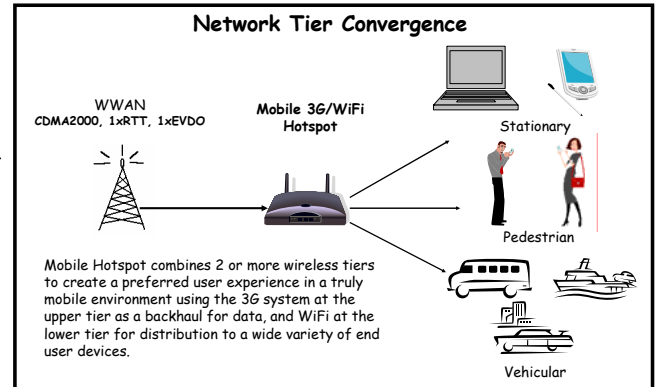 Network Tier Convergence
WWAN
CDMA2000, 1xRTT, 1xEVDO
Mobile 3G/WiFi
Hotspot
Stationary
Pedestrian
Mobile Hotspot combines 2 or more wireless tiers
to create a preferred user experience in a truly
mobile environment using the 3G system at the
upper tier as a backhaul for data, and WiFi at the
lower tier for distribution to a wide variety of end
user devices.
Vehicular